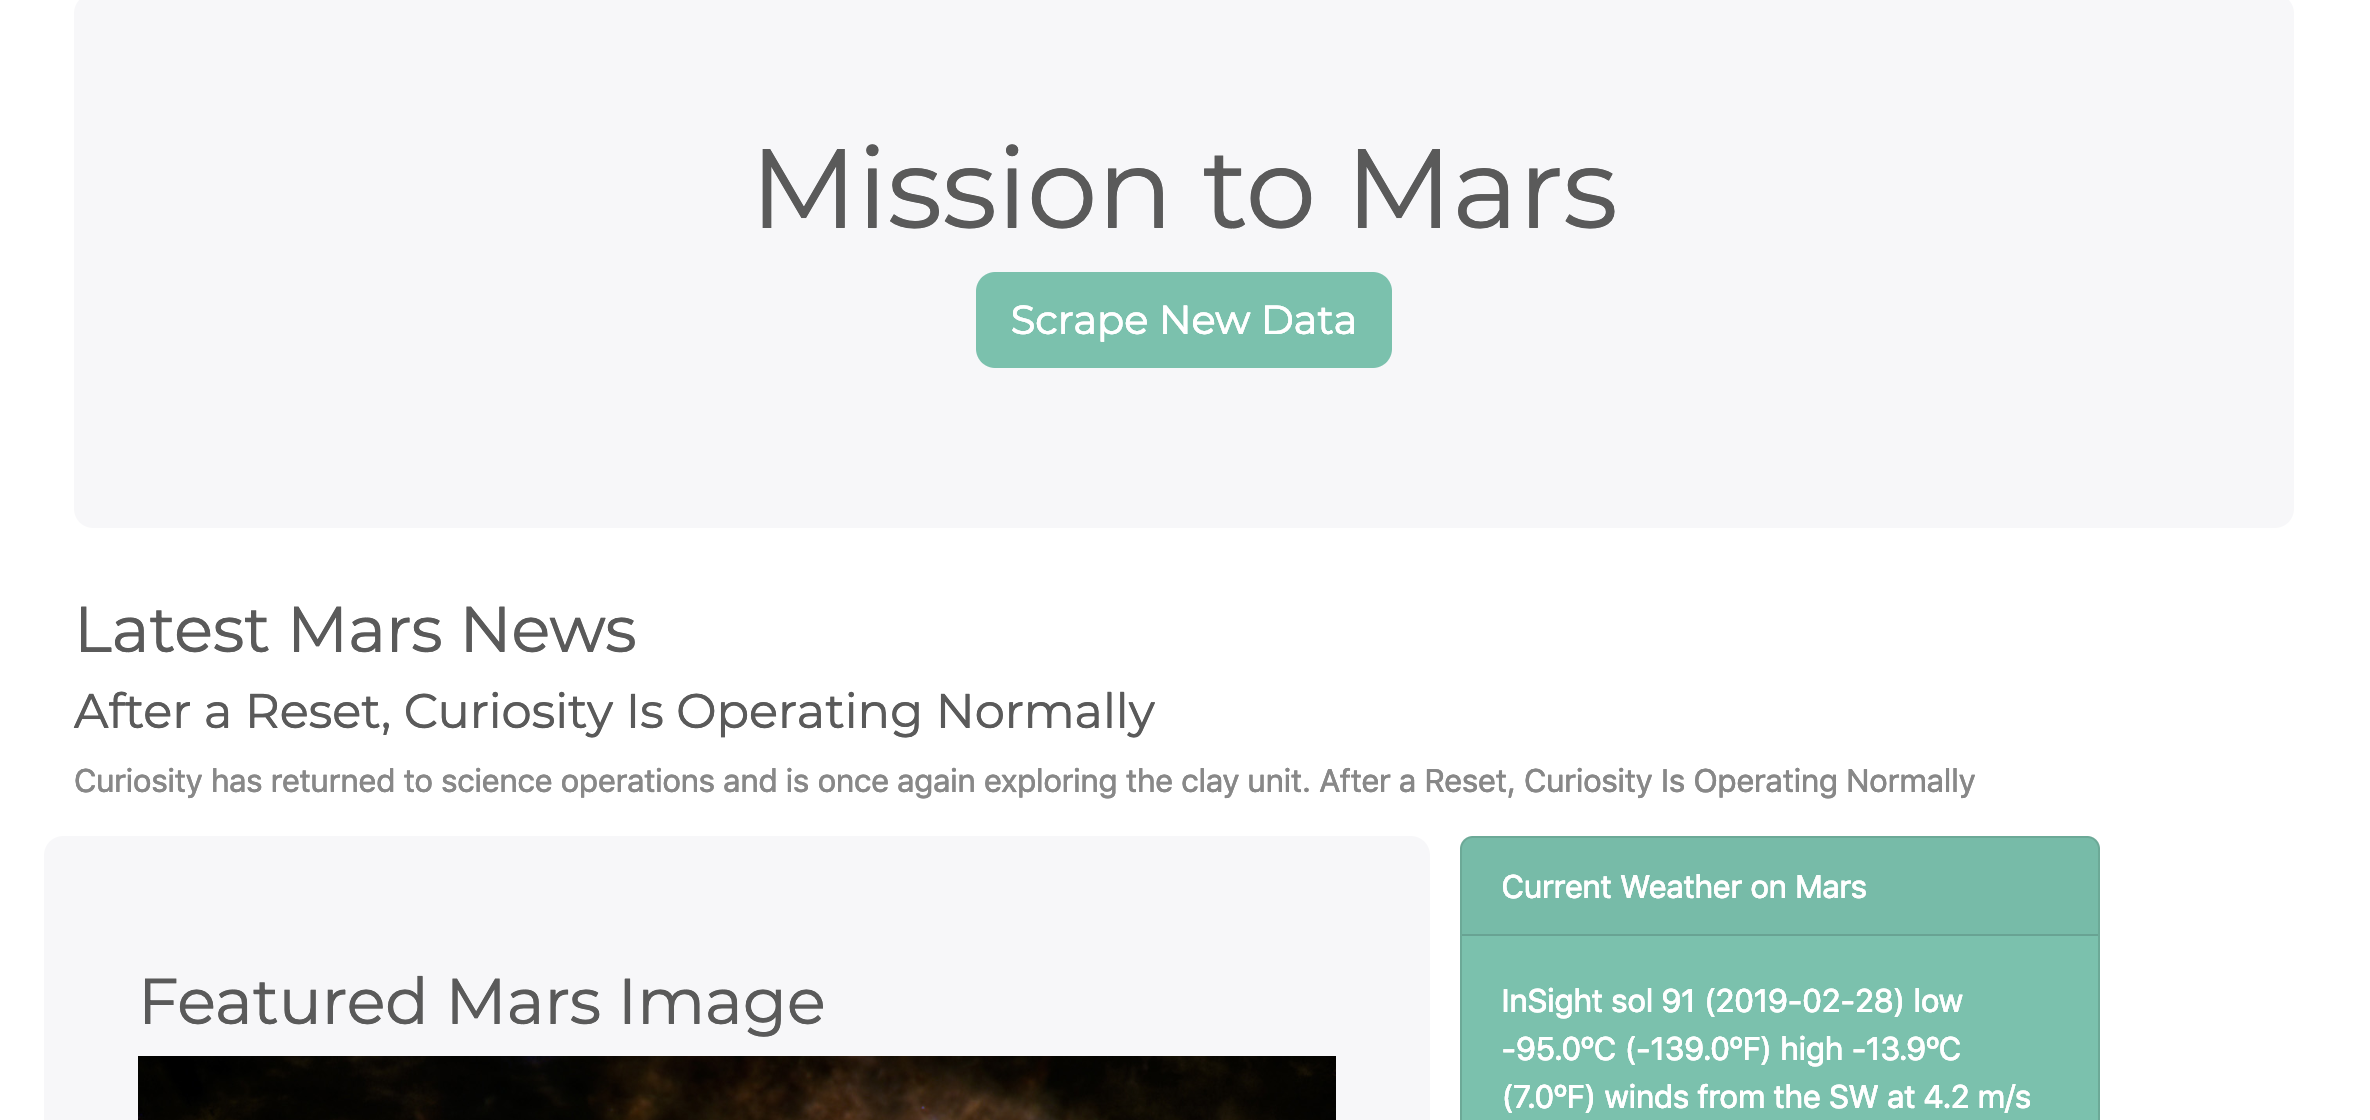 Mission to Mars
Scrape New Data
Latest Mars News
After a Reset, Curiosity Is Operating Normally
Curiosity has returned to science operations and is once again exploring the clay unit. After a Reset, Curiosity Is Operating Normally
Featured Mars Image
Current Weather on Mars
InSight sol 91 (2019-02-28) low
-95.0ºC (-139.0ºF) high -13.9ºC
(7.0ºF) winds from the SW at 4.2 m/s